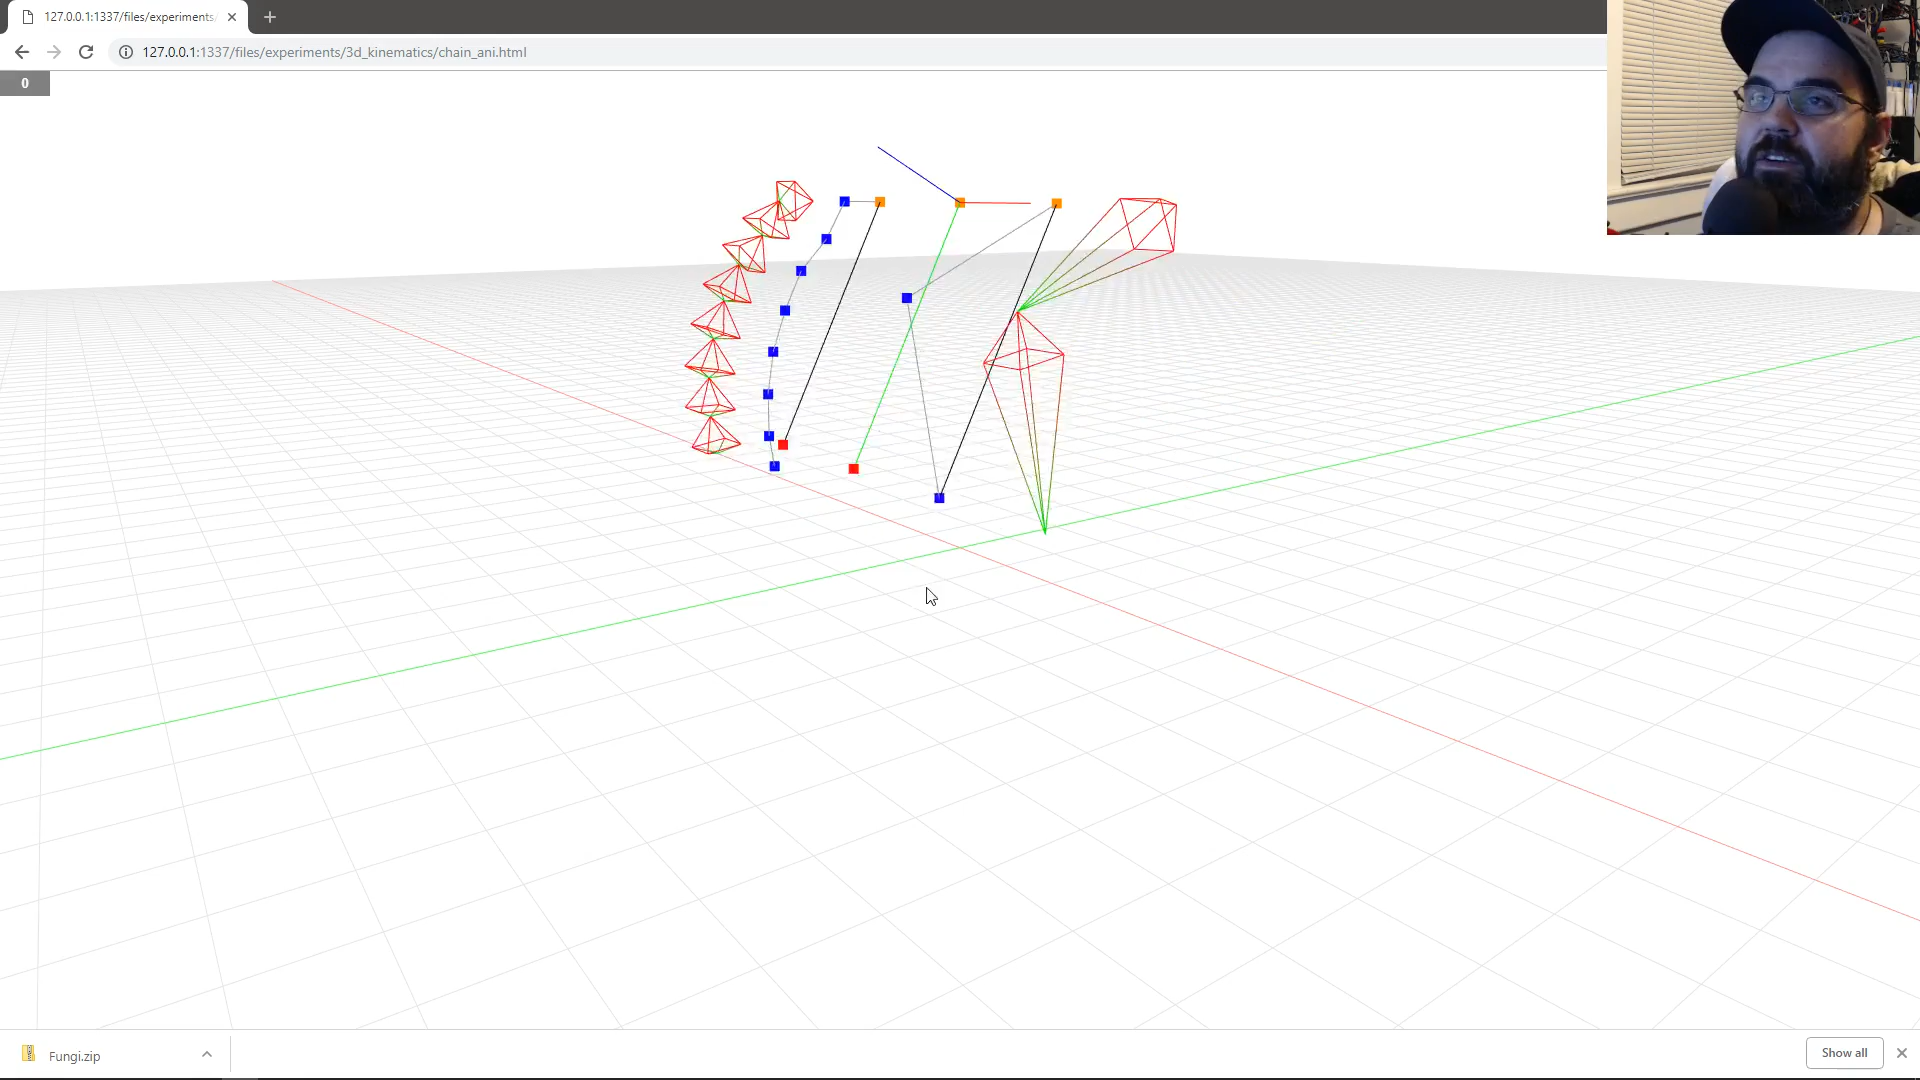 127.0.0.1:1337/files/experiments/
127.0.0.1:1337/files/experiments/3d_kinematics/chain_ani.html
0
Fungi.zip
Show all